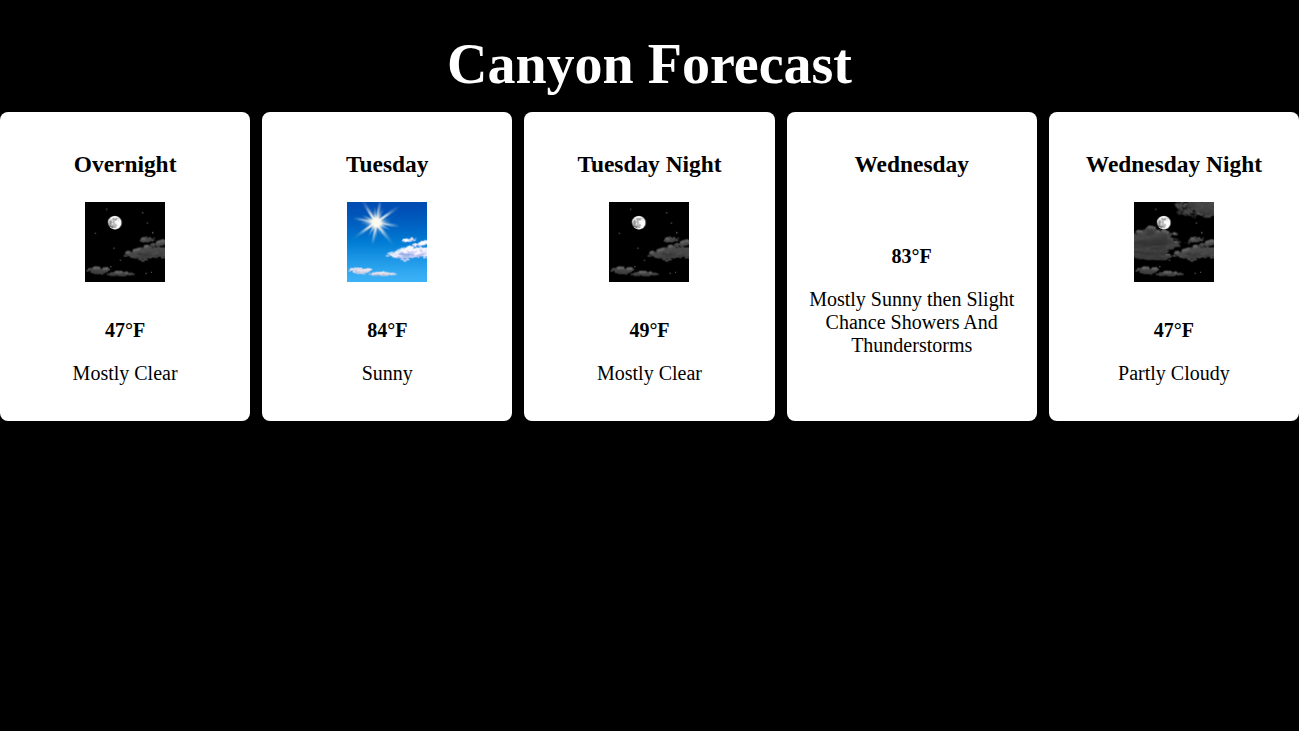 Canyon Forecast
Overnight
47°F
Mostly Clear
Tuesday
84°F
Sunny
Tuesday Night
49°F
Mostly Clear
Wednesday
83°F
Mostly Sunny then Slight
Chance Showers And
Thunderstorms
Wednesday Night
47°F
Partly Cloudy